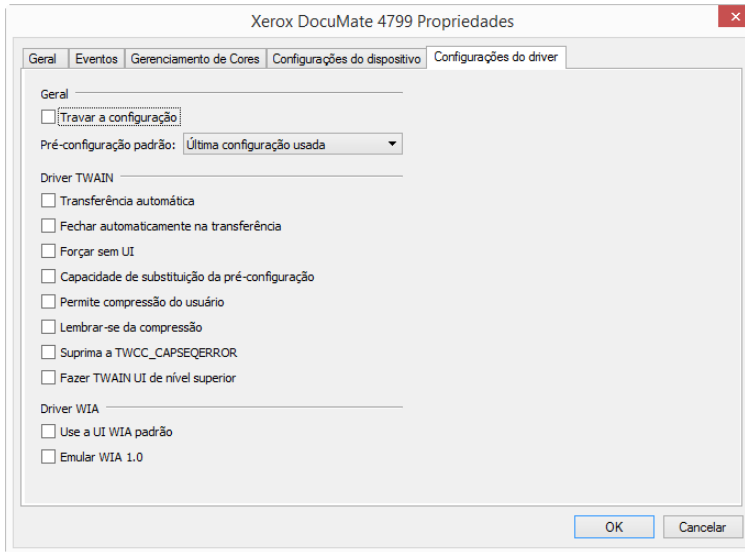 Xerox DocuMate 4799 Propriedades
Geral Eventos Gerenciamento de Cores Configurações do dispositivo Configurações do driver
Geral
Travar a configuração
Pré-configuração padrão: Última configuração usada
Driver TWAIN
Transferência automática
Fechar automaticamente na transferência
Forçar sem UI
Capacidade de substituição da pré-configuração
Permite compressão do usuário
Lembrar-se da compressão
Suprima a TWCC_CAPSEQERROR
Fazer TWAIN UI de nível superior
Driver WIA
Use a UI WIA padrão
Emular WIA 1.0
OK Cancelar